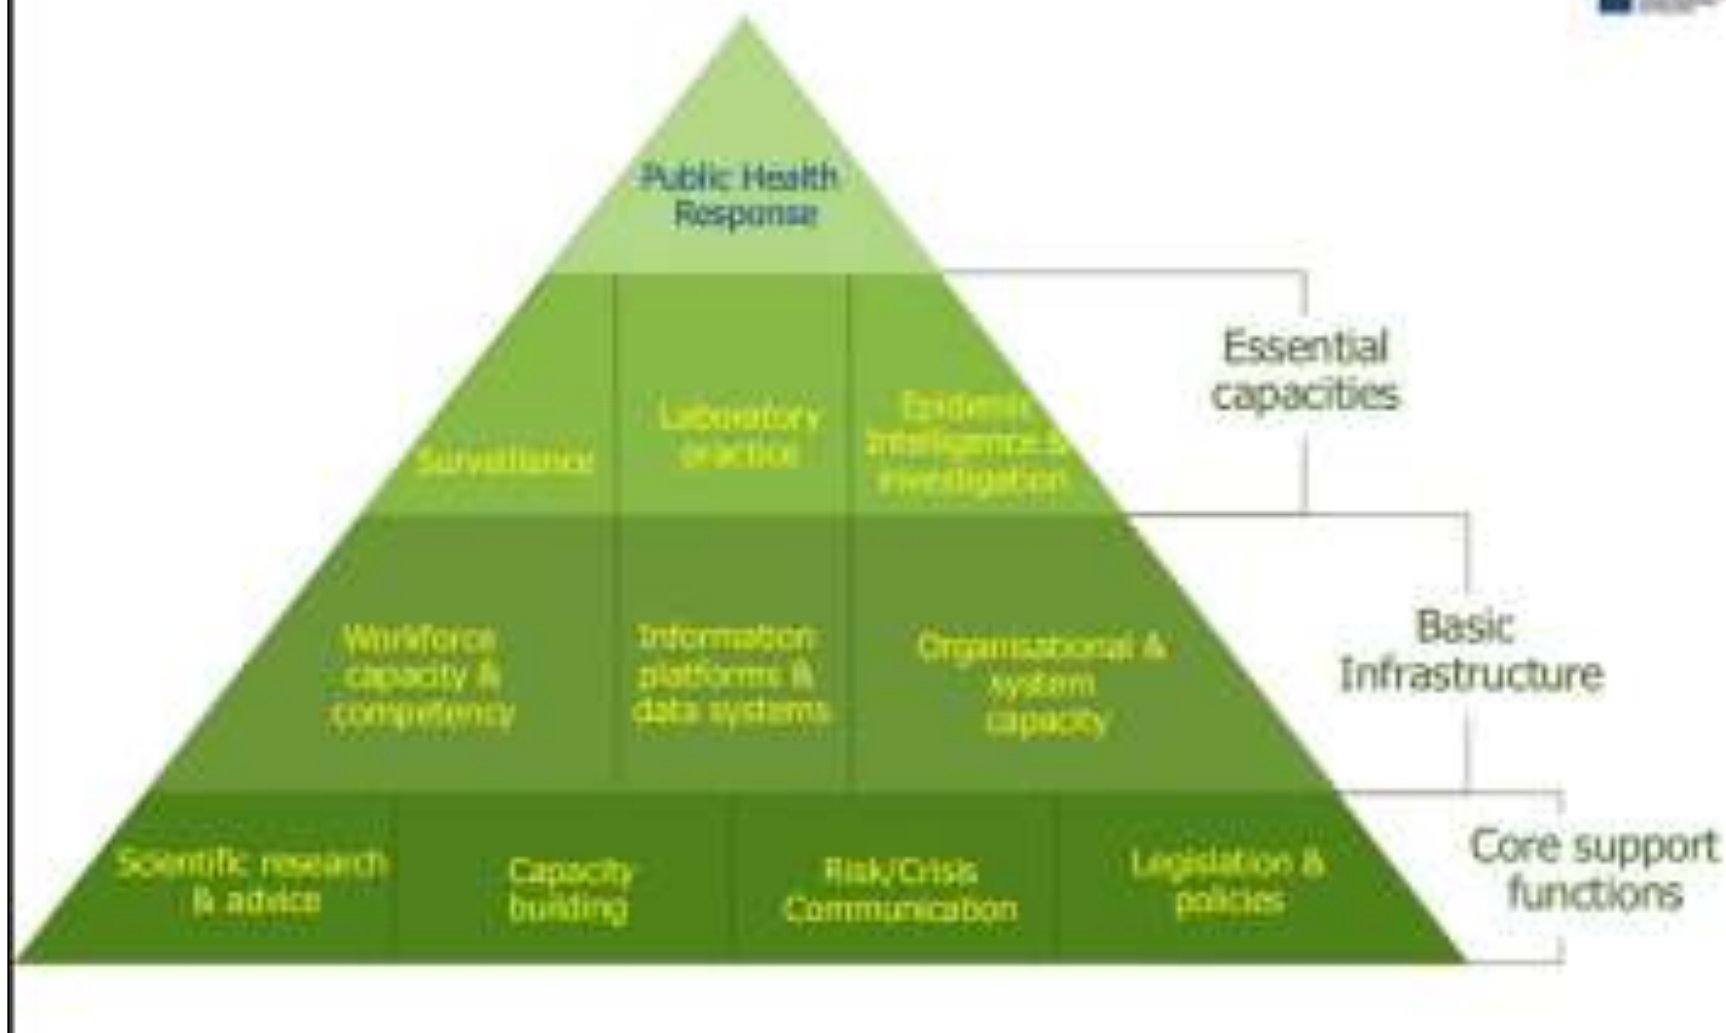 Public Health
Response
Essential
capacities
Surveillance
Laboratory
practice
Epidemic
Intelligence &
investigation
Basic
Infrastructure
Workforce
capacity &
competency
Information
platforms &
data systems
Organisational &
system
capacity
Core support
functions
Scientific research
& advice
Capacity
building
Risk/Crisis
Communication
Legislation &
policies